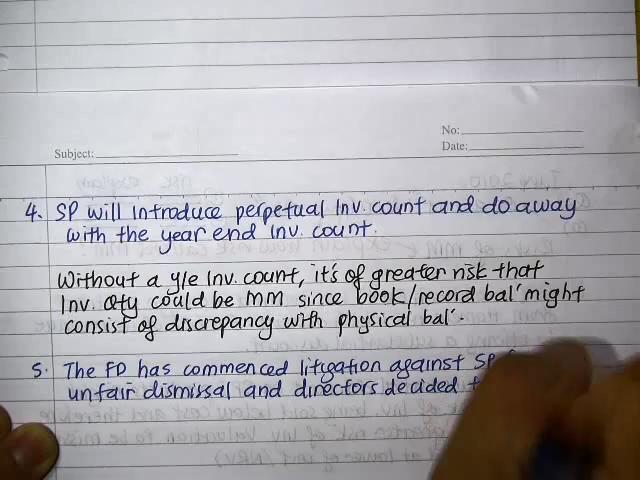 No:
Subject:
Date:
4. SP will introduce perpetual Inv. count and do away
with the year end Inv. count.
Without a y/e Inv. count, it's of greater risk that
Inv. Qty could be MM since book/record bal' might
consist of discrepancy with physical bal'.
5. The FD has commenced litigation against SP
unfair dismissal and directors decided